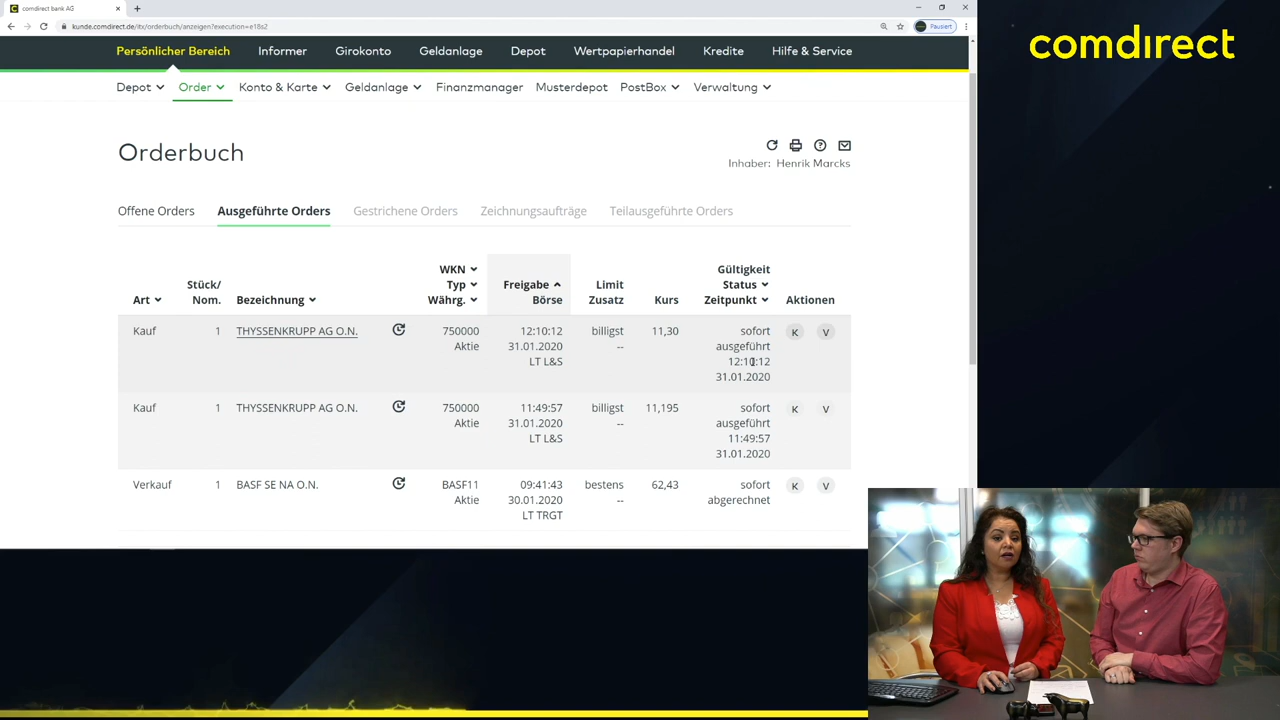 comdirect bank AG
kunde.comdirect.de/itx/orderbuch/anzeigen?execution=e18s2
Pausiert
comdirect
Persönlicher Bereich Informer Girokonto Geldanlage Depot Wertpapierhandel Kredite Hilfe & Service
Depot Order Konto & Karte Geldanlage Finanzmanager Musterdepot PostBox Verwaltung
Orderbuch
Inhaber: Henrik Marcks
Offene Orders Ausgeführte Orders Gestrichene Orders Zeichnungsaufträge Teilausgeführte Orders
WKN Gültigkeit
Stück/ Typ Freigabe Limit Status
Art Nom. Bezeichnung Währg. Börse Zusatz Kurs Zeitpunkt Aktionen
Kauf 1 THYSSENKRUPP AG O.N. 750000 12:10:12 billigst 11,30 sofort K V
Aktie 31.01.2020 -- ausgeführt
LT L&S 12:10:12
31.01.2020
Kauf 1 THYSSENKRUPP AG O.N. 750000 11:49:57 billigst 11,195 sofort K V
Aktie 31.01.2020 -- ausgeführt
LT L&S 11:49:57
31.01.2020
Verkauf 1 BASF SE NA O.N. BASF11 09:41:43 bestens 62,43 sofort K V
Aktie 30.01.2020 -- abgerechnet
LT TRGT